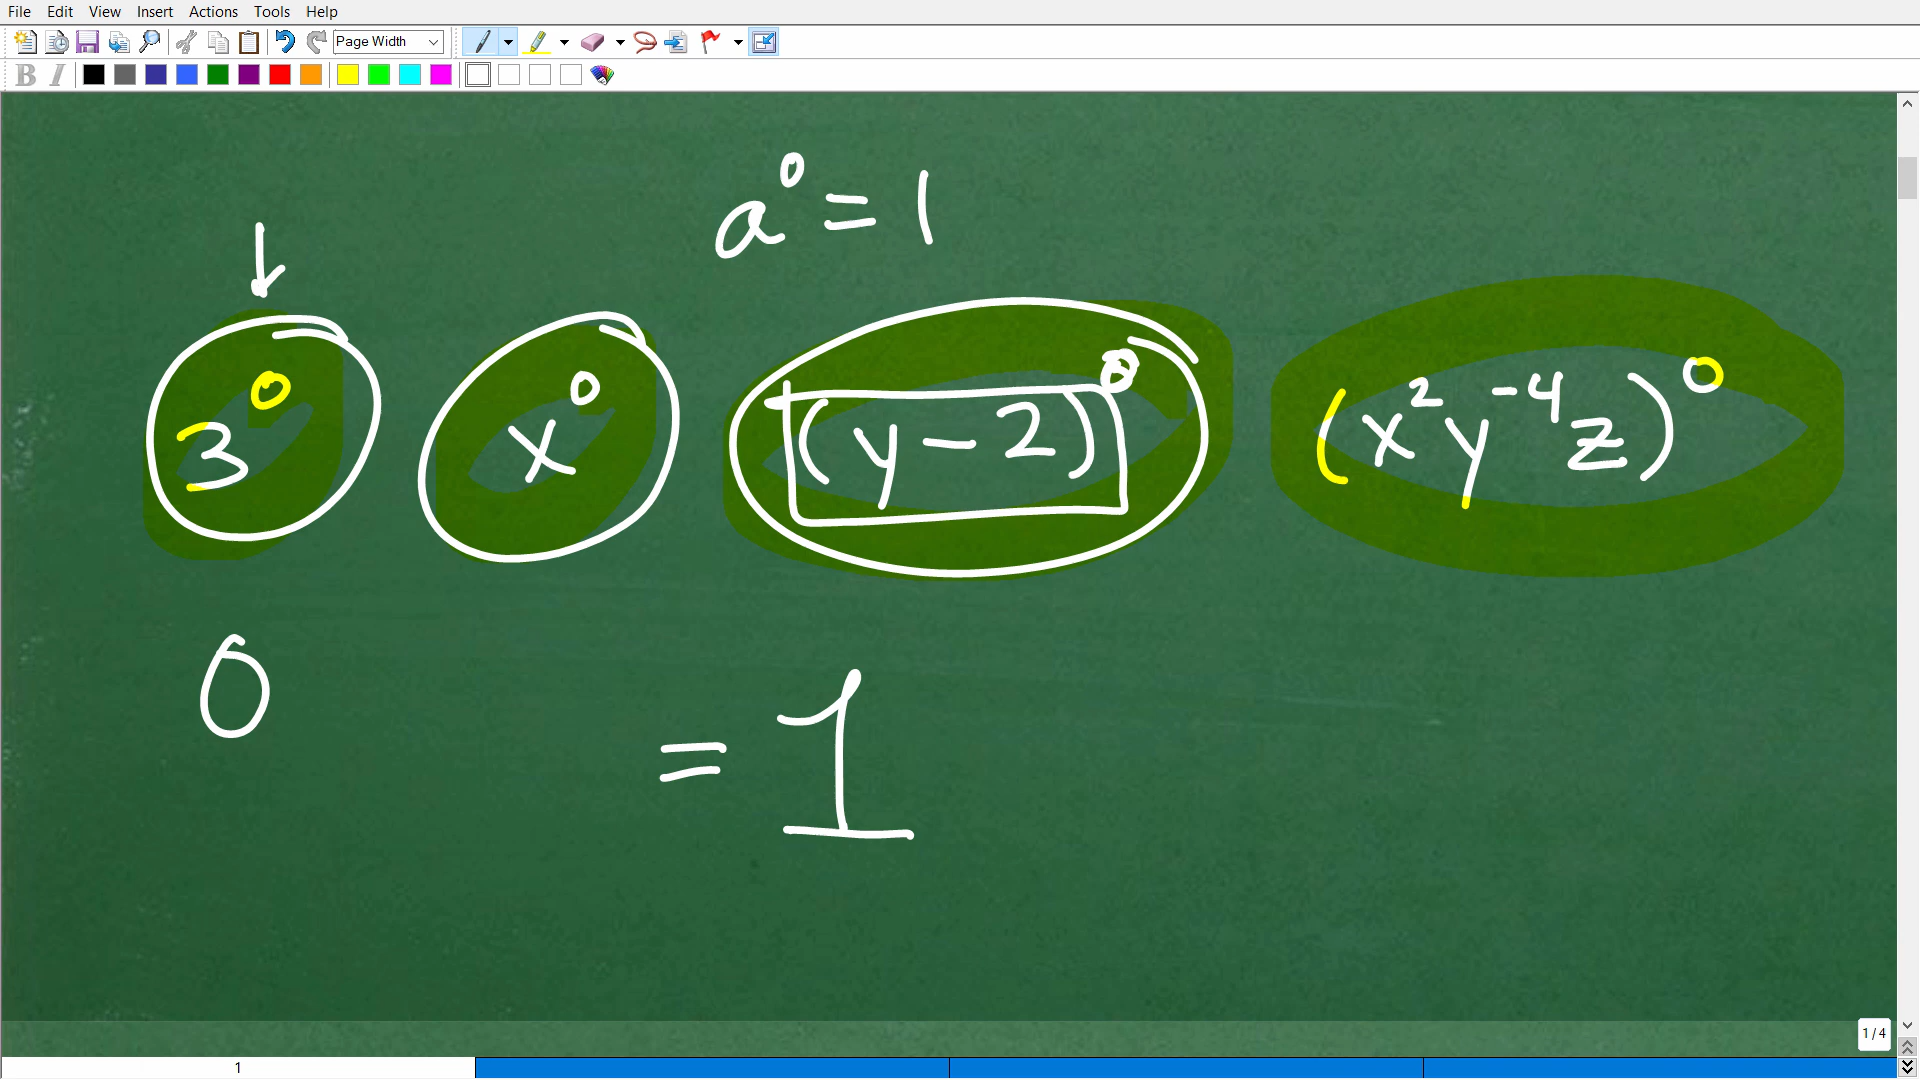 File Edit View Insert Actions Tools Help
Page Width
B I
a⁰ = 1
3⁰ x⁰ (y - 2)⁰ (x²y⁻⁴z)⁰
0
= 1
1 / 4
1